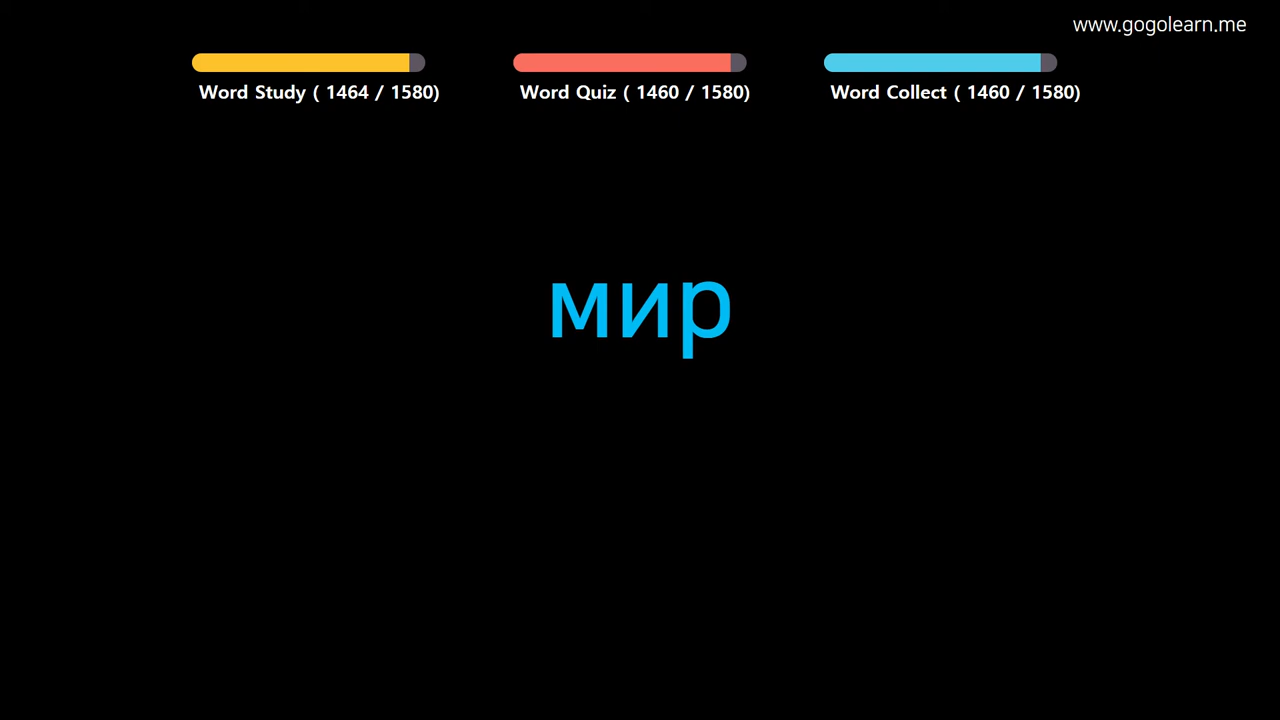 www.gogolearn.me
Word Study ( 1464 / 1580)
Word Quiz ( 1460 / 1580)
Word Collect ( 1460 / 1580)
мир